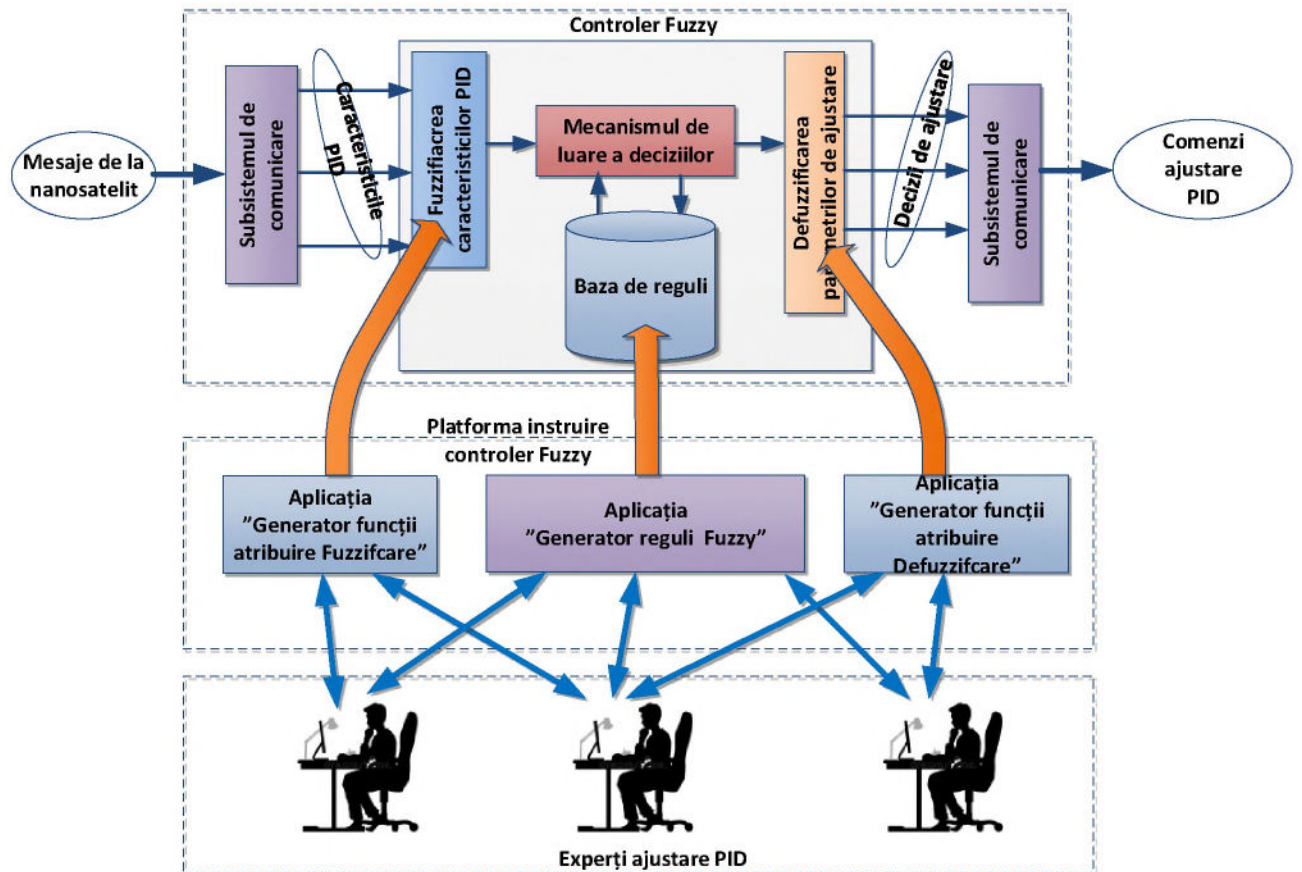 Controler Fuzzy
Mesaje de la
nanosatelit
Subsistemul de
comunicare
Caracteristicile
PID
Fuzzifiacrea
caracteristicilor PID
Mecanismul de
luare a deciziilor
Baza de reguli
Defuzzificarea
parametrilor de ajustare
Decizii de ajustare
Subsistemul de
comunicare
Comenzi
ajustare
PID
Platforma instruire
controler Fuzzy
Aplicația
”Generator funcții
atribuire Fuzzifcare”
Aplicația
”Generator reguli Fuzzy”
Aplicația
”Generator funcții
atribuire
Defuzzifcare”
Experți ajustare PID